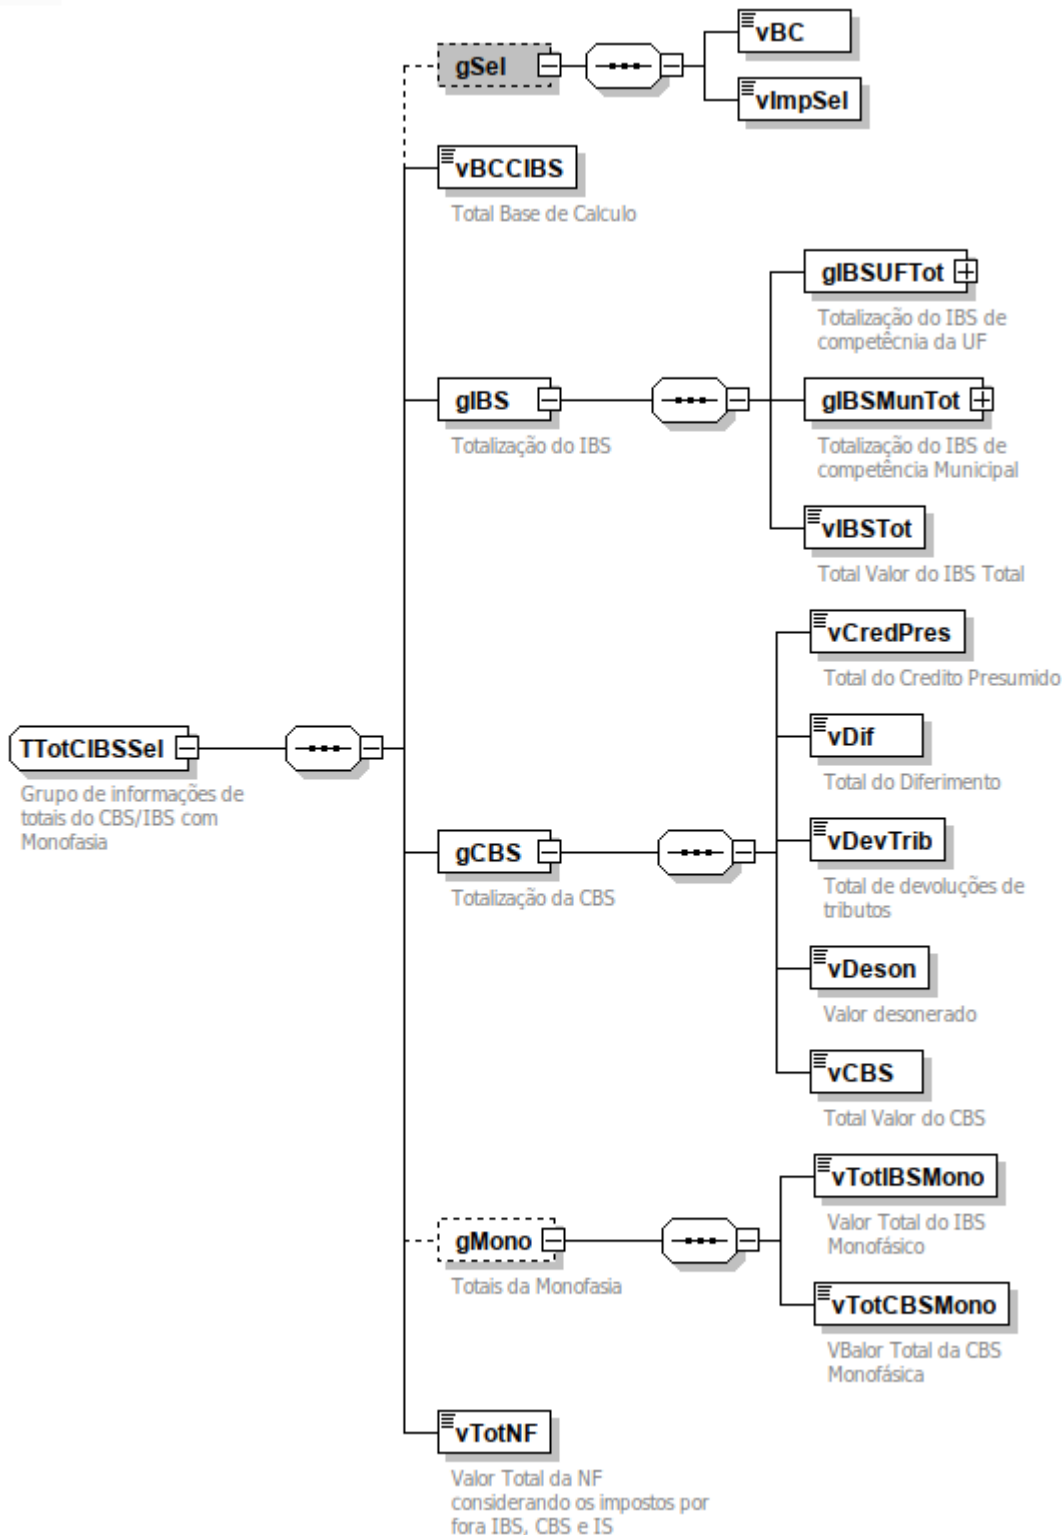 gSel
vBC
vImpSel
vBCCIBS
Total Base de Calculo
gIBS
Totalização do IBS
gIBSUFTot
Totalização do IBS de
competêcnia da UF
gIBSMunTot
Totalização do IBS de
competência Municipal
vIBSTot
Total Valor do IBS Total
TTotCIBSSel
Grupo de informações de
totais do CBS/IBS com
Monofasia
gCBS
Totalização da CBS
vCredPres
Total do Credito Presumido
vDif
Total do Diferimento
vDevTrib
Total de devoluções de
tributos
vDeson
Valor desonerado
vCBS
Total Valor do CBS
gMono
Totais da Monofasia
vTotIBSMono
Valor Total do IBS
Monofásico
vTotCBSMono
VBalor Total da CBS
Monofásica
vTotNF
Valor Total da NF
considerando os impostos por
fora IBS, CBS e IS